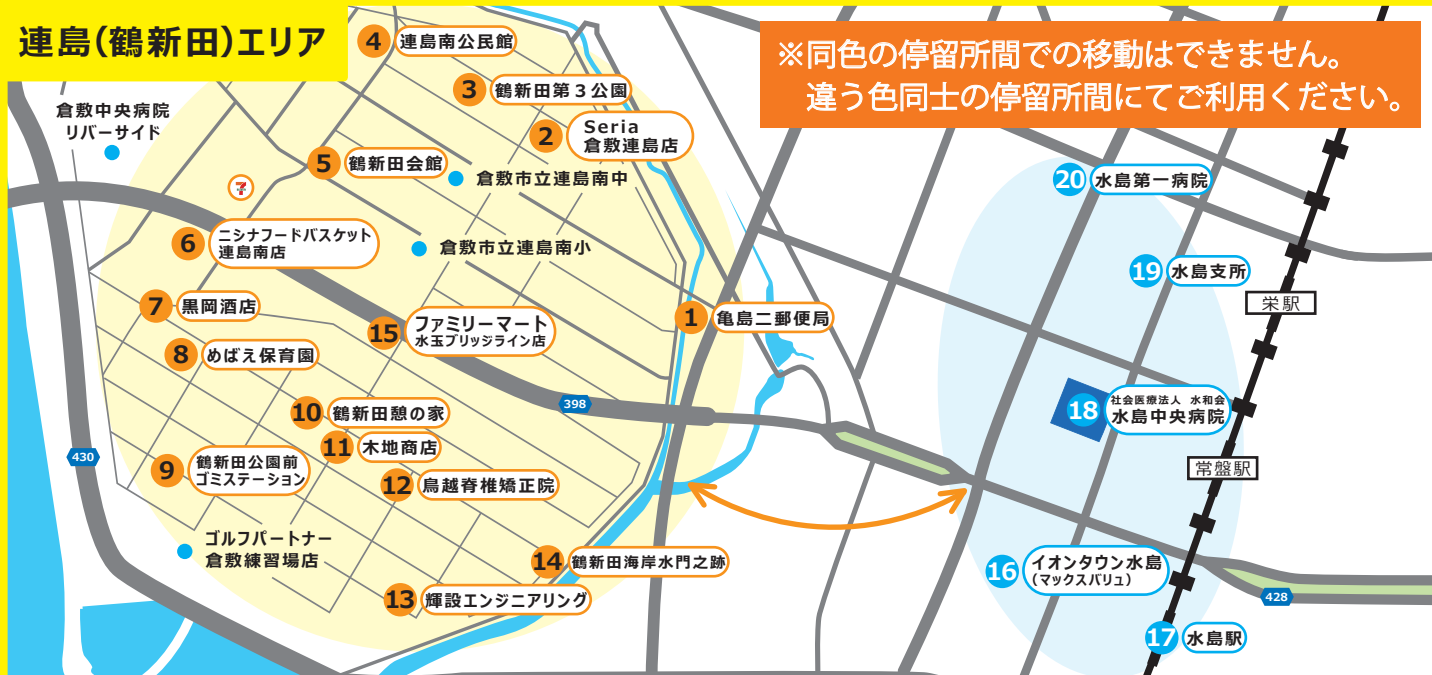 連島(鶴新田)エリア
※同色の停留所間での移動はできません。
違う色同士の停留所間にてご利用ください。
4 連島南公民館
3 鶴新田第3公園
2 Seria
倉敷連島店
倉敷中央病院
リバーサイド
5 鶴新田会館
倉敷市立連島南中
7
6 ニシナフードバスケット
連島南店
倉敷市立連島南小
7 黒岡酒店
15 ファミリーマート
水玉ブリッジライン店
1 亀島二郵便局
8 めばえ保育園
398
10 鶴新田憩の家
11 木地商店
430
9 鶴新田公園前
ゴミステーション
12 鳥越脊椎矯正院
ゴルフパートナー
倉敷練習場店
14 鶴新田海岸水門之跡
13 輝設エンジニアリング
20 水島第一病院
19 水島支所
栄駅
18 社会医療法人 水和会
水島中央病院
常盤駅
16 イオンタウン水島
(マックスバリュ)
428
17 水島駅